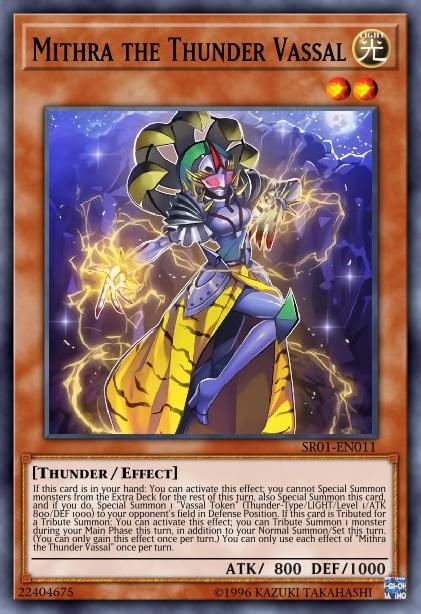 MITHRA THE THUNDER VASSAL
LIGHT
光
SR01-EN011
[THUNDER / EFFECT]
If this card is in your hand: You can activate this effect; you cannot Special Summon
monsters from the Extra Deck for the rest of this turn, also Special Summon this card,
and if you do, Special Summon 1 "Vassal Token" (Thunder-Type/LIGHT/Level 1/ATK
800/DEF 1000) to your opponent's field in Defense Position. If this card is Tributed for
a Tribute Summon: You can activate this effect; you can Tribute Summon 1 monster
during your Main Phase this turn, in addition to your Normal Summon/Set this turn.
(You can only gain this effect once per turn.) You can only use each effect of "Mithra
the Thunder Vassal" once per turn.
ATK/ 800 DEF/1000
22404675
©1996 KAZUKI TAKAHASHI